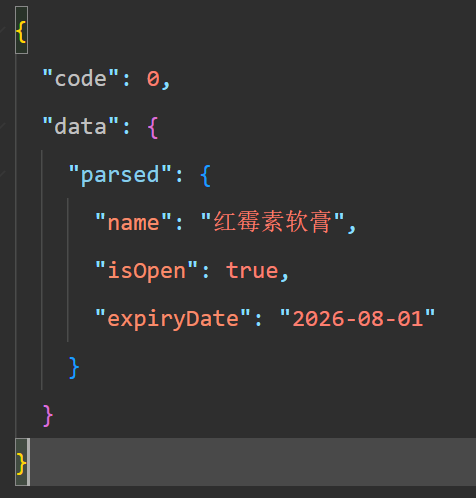 {
  "code": 0,
  "data": {
    "parsed": {
      "name": "红霉素软膏",
      "isOpen": true,
      "expiryDate": "2026-08-01"
    }
  }
}